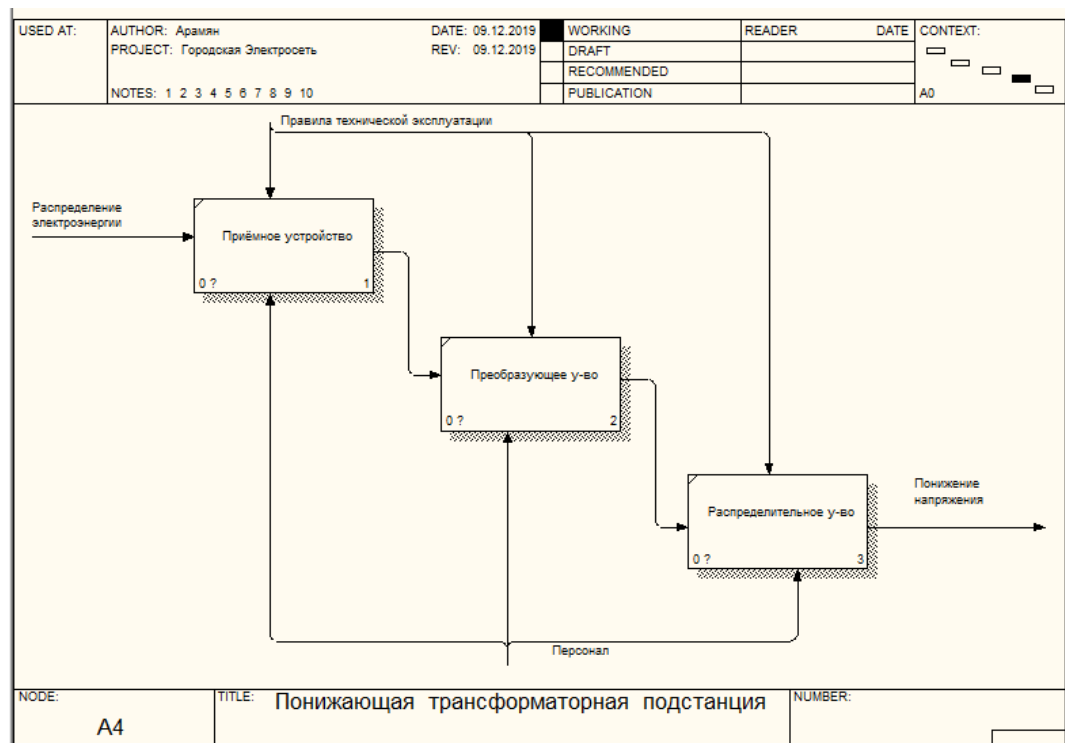 USED AT:
AUTHOR: Арамян
DATE: 09.12.2019
WORKING
READER
DATE
CONTEXT:
PROJECT: Городская Электросеть
REV: 09.12.2019
DRAFT
RECOMMENDED
NOTES: 1 2 3 4 5 6 7 8 9 10
PUBLICATION
A0
Правила технической эксплуатации
Распределение
электроэнергии
Приёмное устройство
0 ?
1
Преобразующее у-во
0 ?
2
Понижение
напряжения
Распределительное у-во
0 ?
3
Персонал
NODE:
TITLE:
Понижающая трансформаторная подстанция
NUMBER:
A4